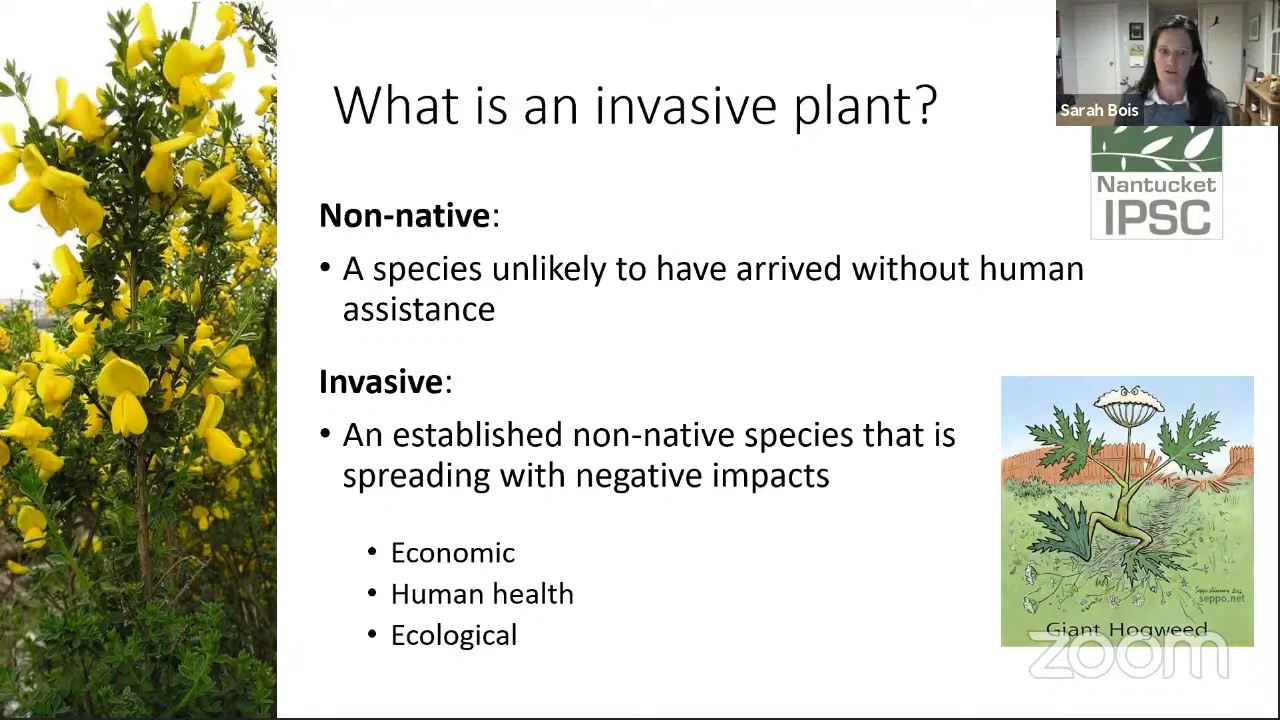 What is an invasive plant?
Sarah Bois
Nantucket
IPSC
Non-native:
• A species unlikely to have arrived without human
assistance
Invasive:
• An established non-native species that is
spreading with negative impacts
• Economic
• Human health
• Ecological
seppo.net
Giant Hogweed
zoom